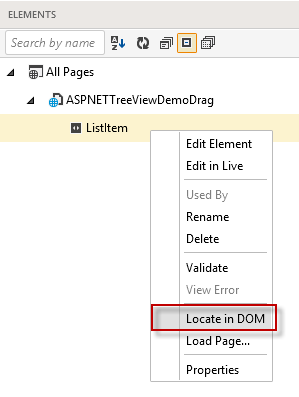 ELEMENTS
Search by name
All Pages
ASPNETTreeViewDemoDrag
ListItem
Edit Element
Edit in Live
Used By
Rename
Delete
Validate
View Error
Locate in DOM
Load Page...
Properties